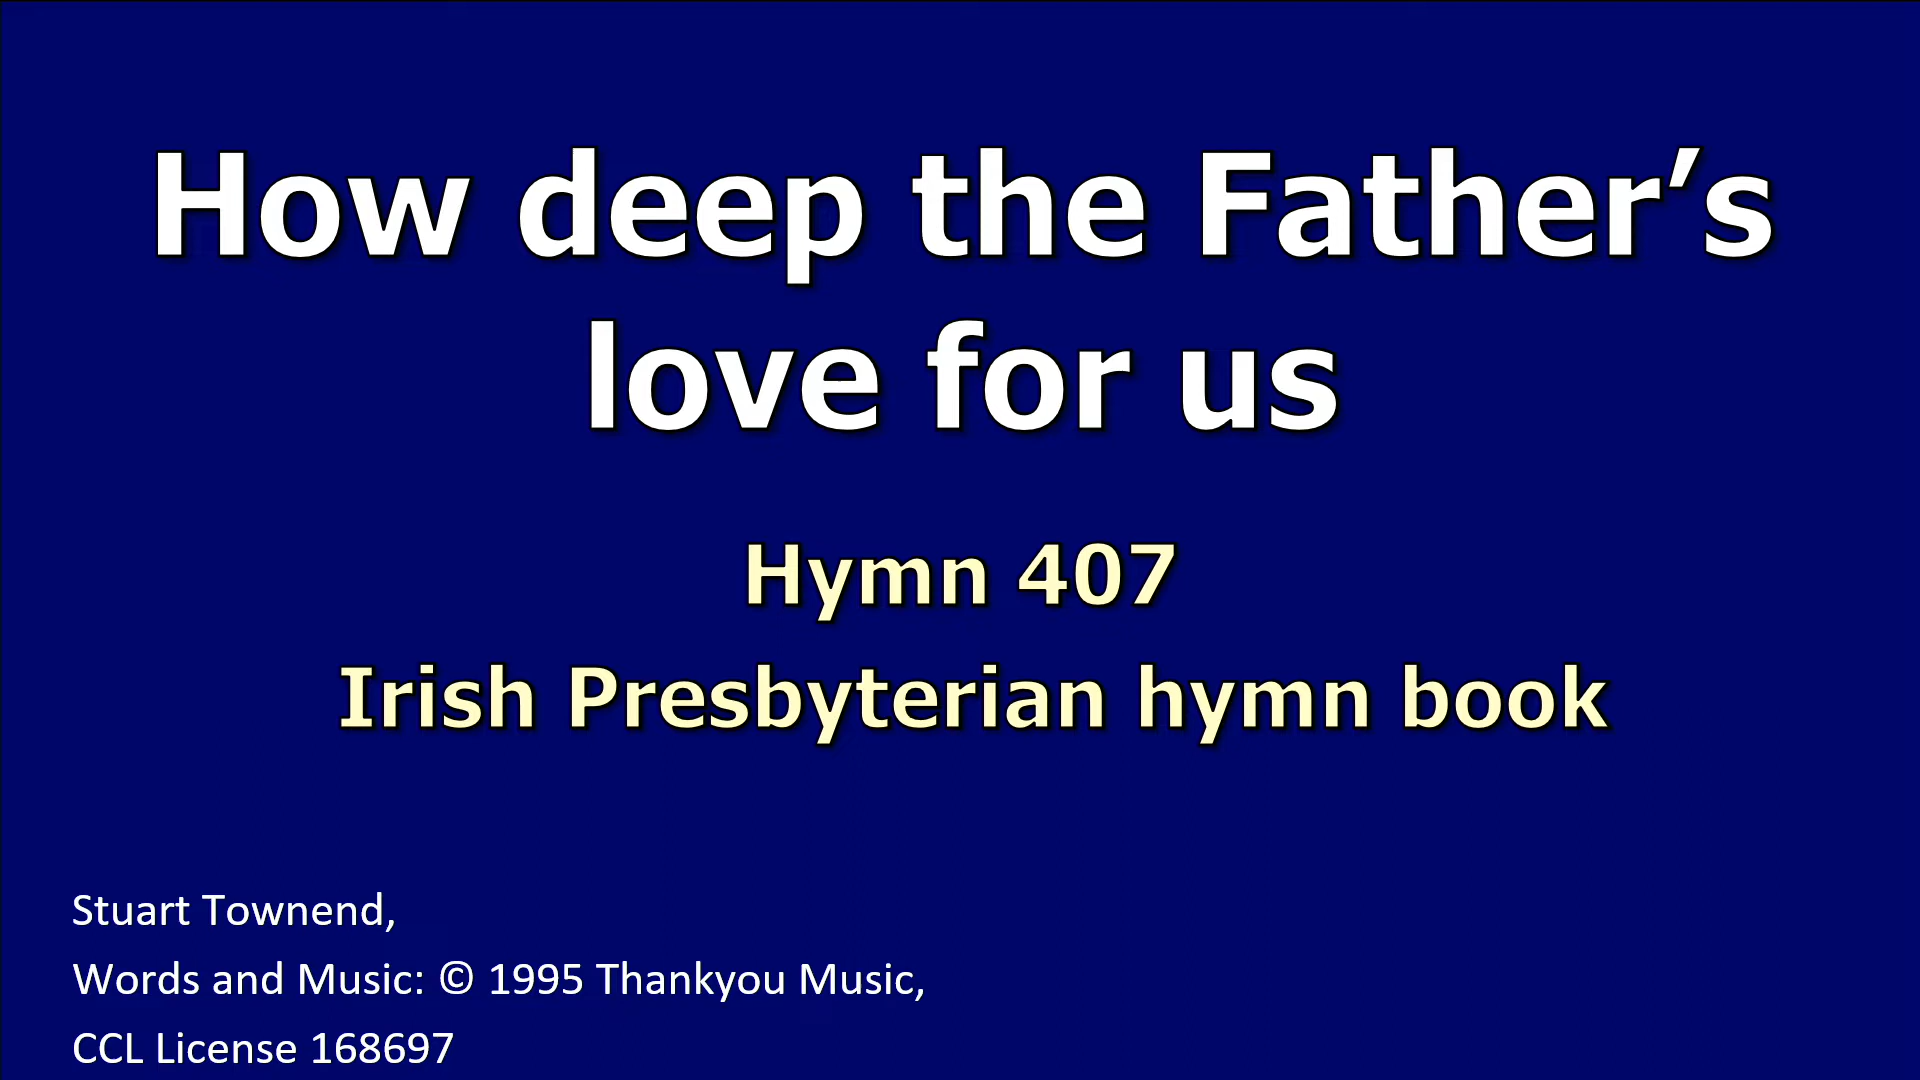 How deep the Father’s
love for us
Hymn 407
Irish Presbyterian hymn book
Stuart Townend,
Words and Music: © 1995 Thankyou Music,
CCL License 168697